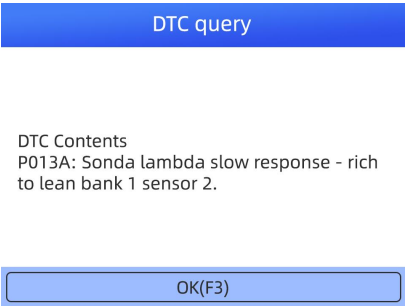 DTC query
DTC Contents
P013A: Sonda lambda slow response - rich
to lean bank 1 sensor 2.
OK(F3)